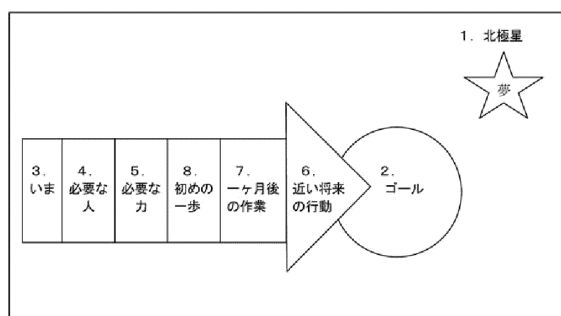 1．北極星
夢
3．
いま
4．
必要な
人
5．
必要な
力
8．
初めの
一歩
7．
一ヶ月後
の作業
6．
近い将来
の行動
2．
ゴール